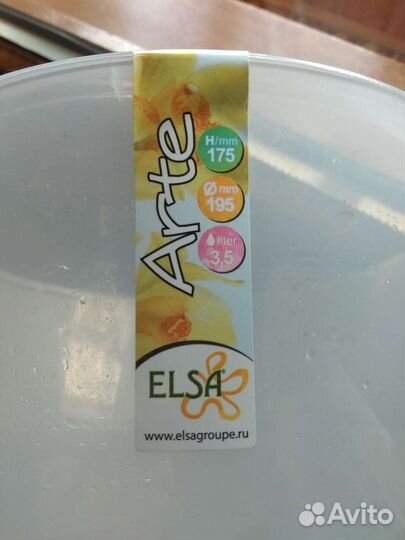 Arte
H/mm
175
Ø mm
195
liter
3,5
ELSA
www.elsagroupe.ru
Avito